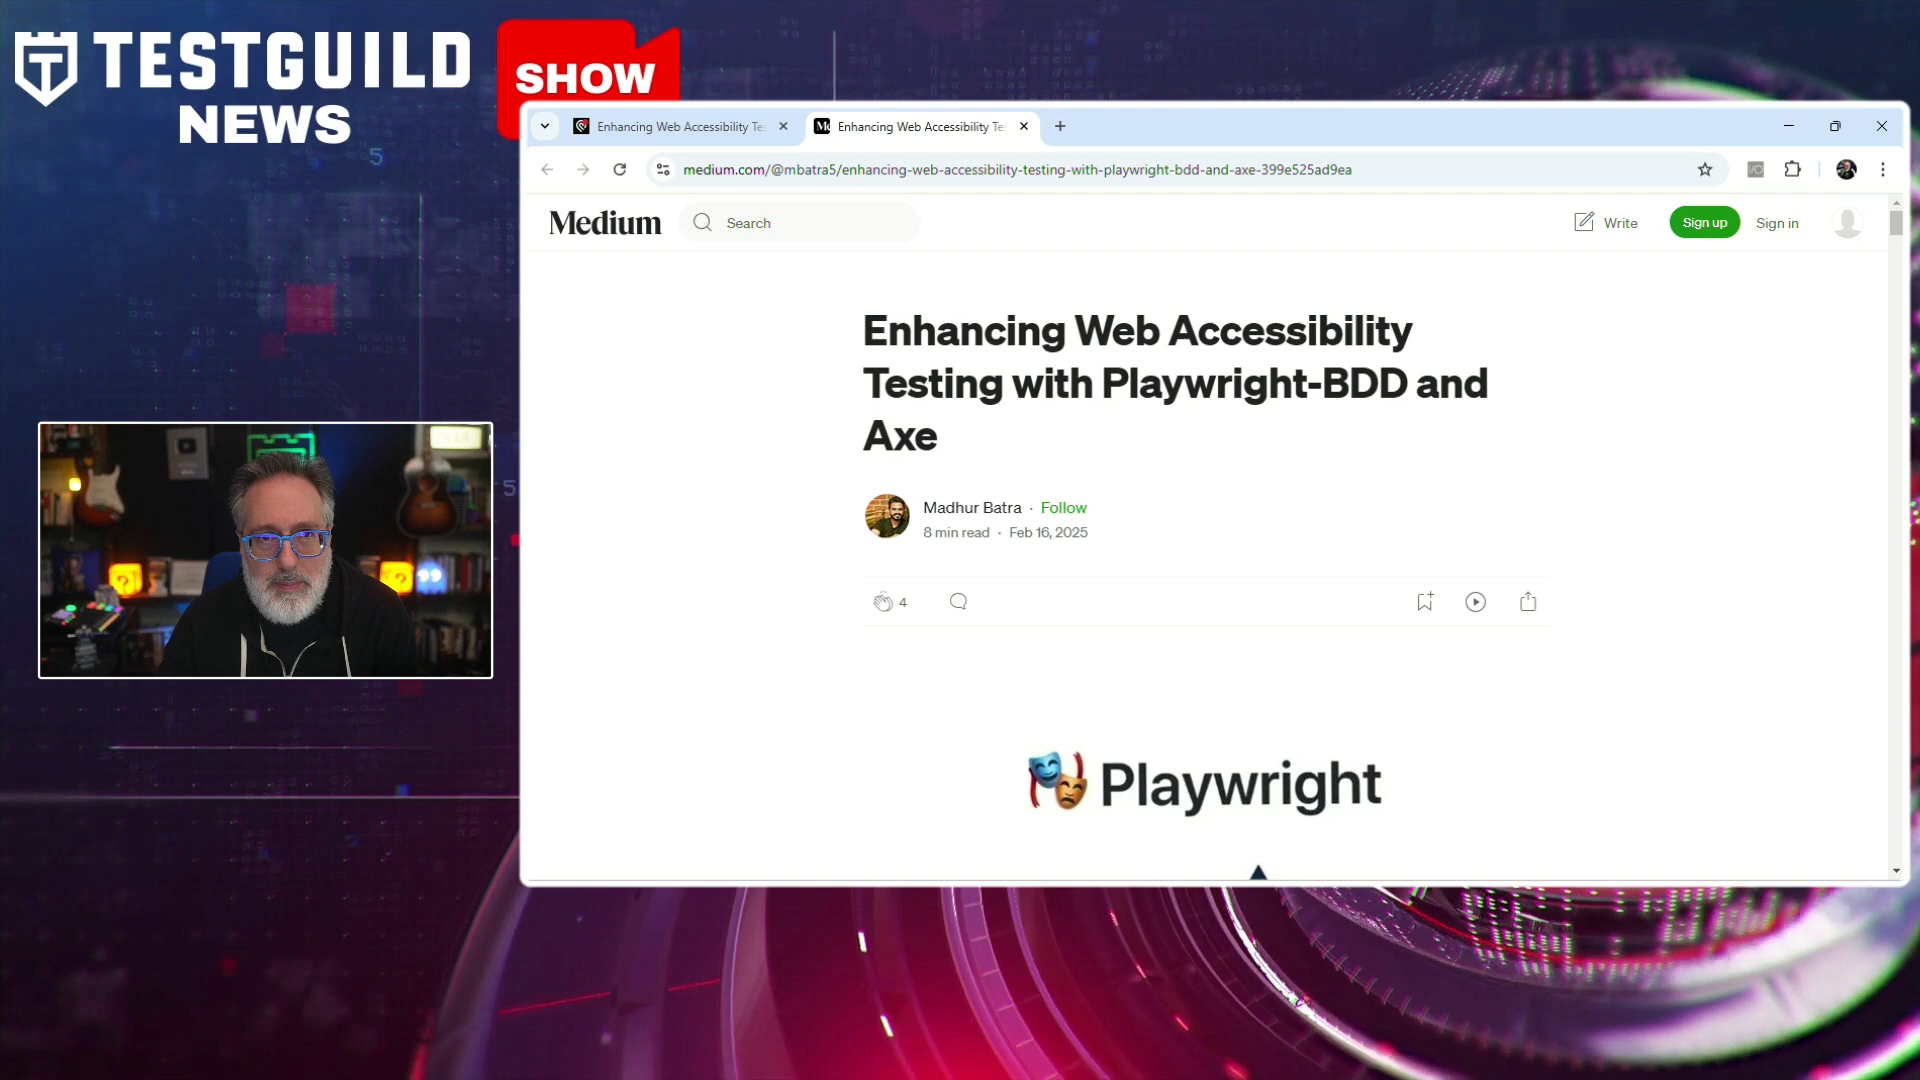 TESTGUILD
NEWS
SHOW
Enhancing Web Accessibility Te
Enhancing Web Accessibility Te
medium.com/@mbatra5/enhancing-web-accessibility-testing-with-playwright-bdd-and-axe-399e525ad9ea
Medium
Search
Write
Sign up
Sign in
Enhancing Web Accessibility
Testing with Playwright-BDD and
Axe
Madhur Batra · Follow
8 min read · Feb 16, 2025
4
Playwright
5
5